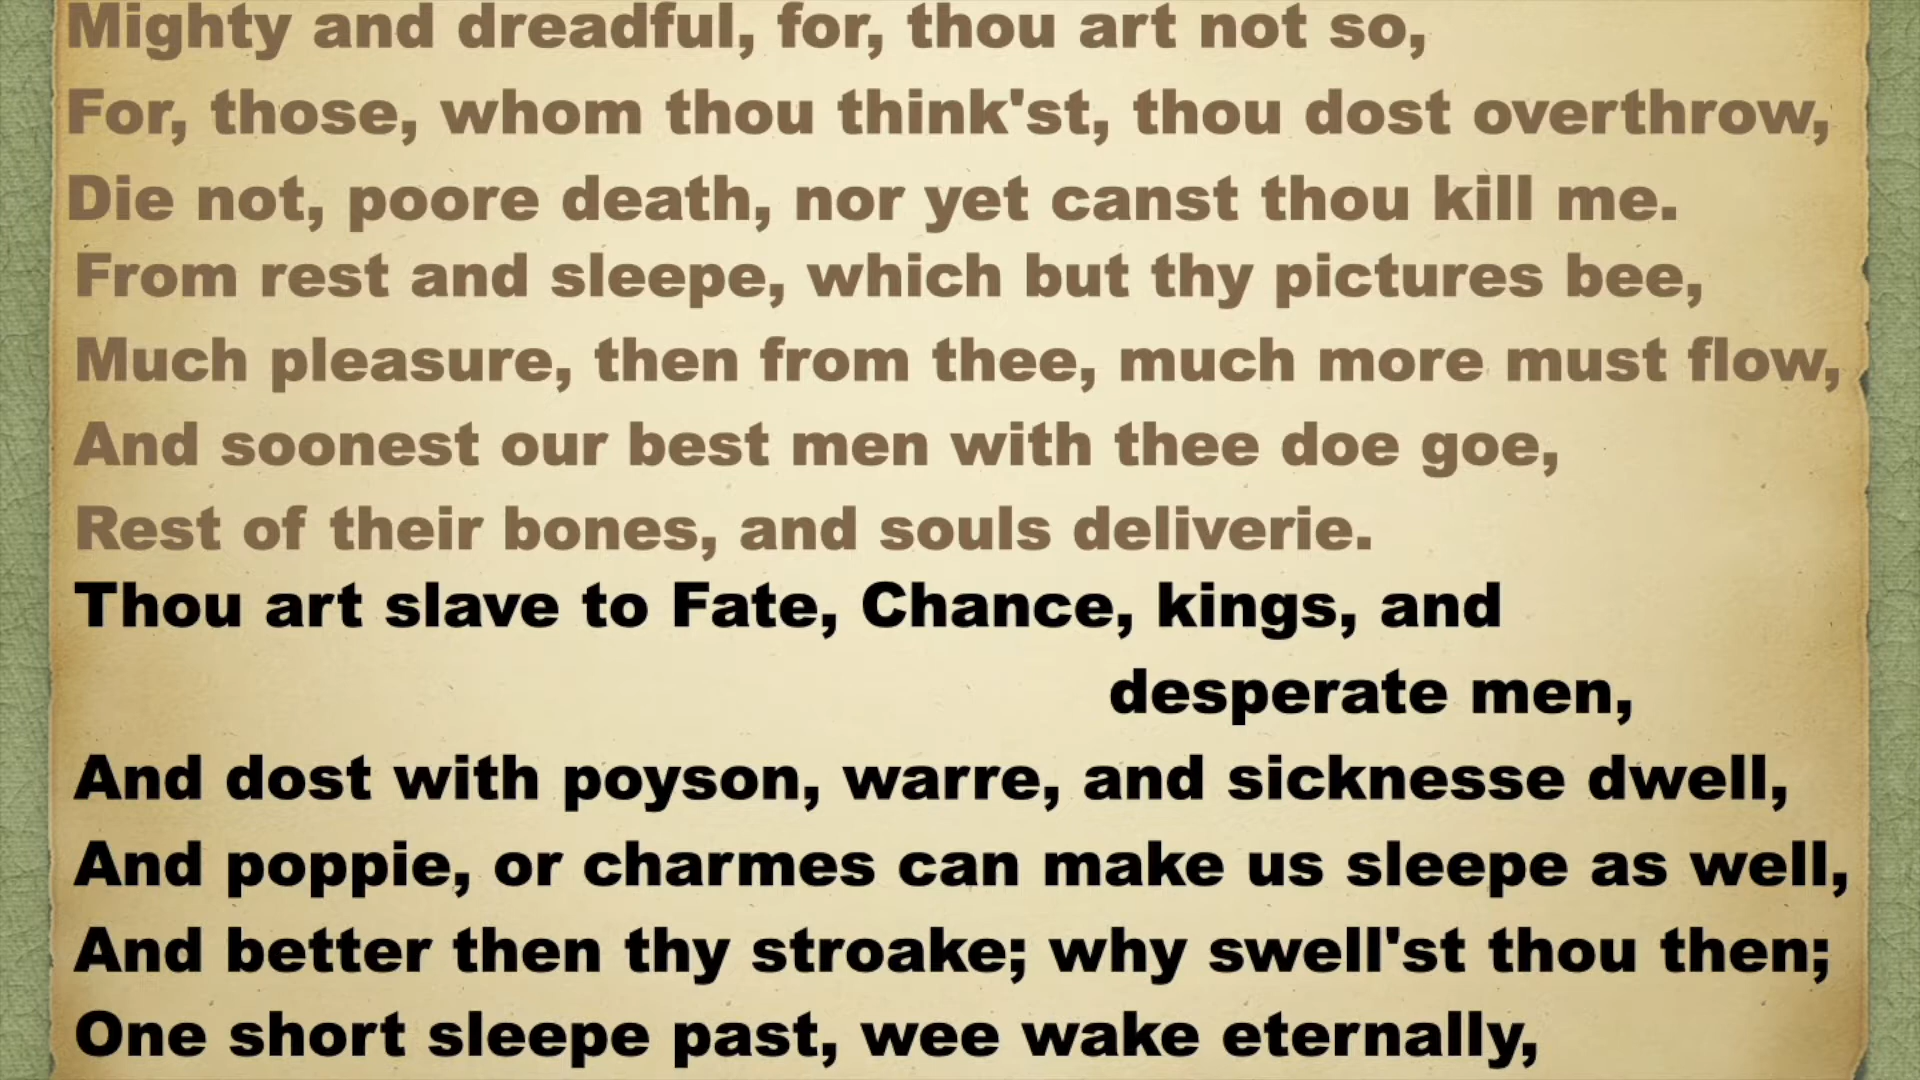 Mighty and dreadful, for, thou art not so,
For, those, whom thou think'st, thou dost overthrow,
Die not, poore death, nor yet canst thou kill me.
From rest and sleepe, which but thy pictures bee,
Much pleasure, then from thee, much more must flow,
And soonest our best men with thee doe goe,
Rest of their bones, and souls deliverie.
Thou art slave to Fate, Chance, kings, and
desperate men,
And dost with poyson, warre, and sicknesse dwell,
And poppie, or charmes can make us sleepe as well,
And better then thy stroake; why swell'st thou then;
One short sleepe past, wee wake eternally,